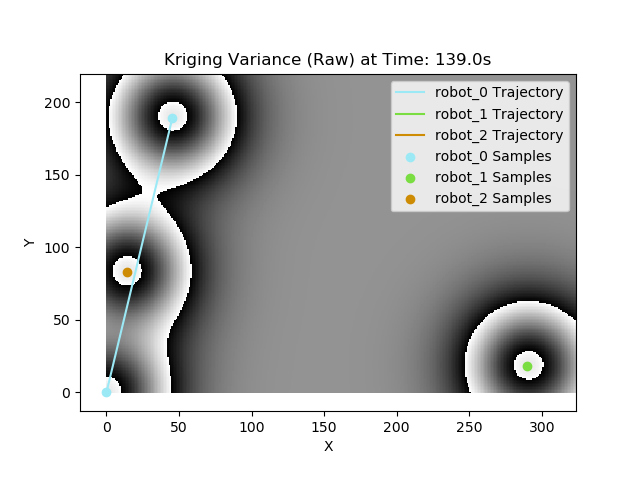 Kriging Variance (Raw) at Time: 139.0s
robot_0 Trajectory
robot_1 Trajectory
robot_2 Trajectory
robot_0 Samples
robot_1 Samples
robot_2 Samples
200
150
100
50
0
Y
0 50 100 150 200 250 300
X